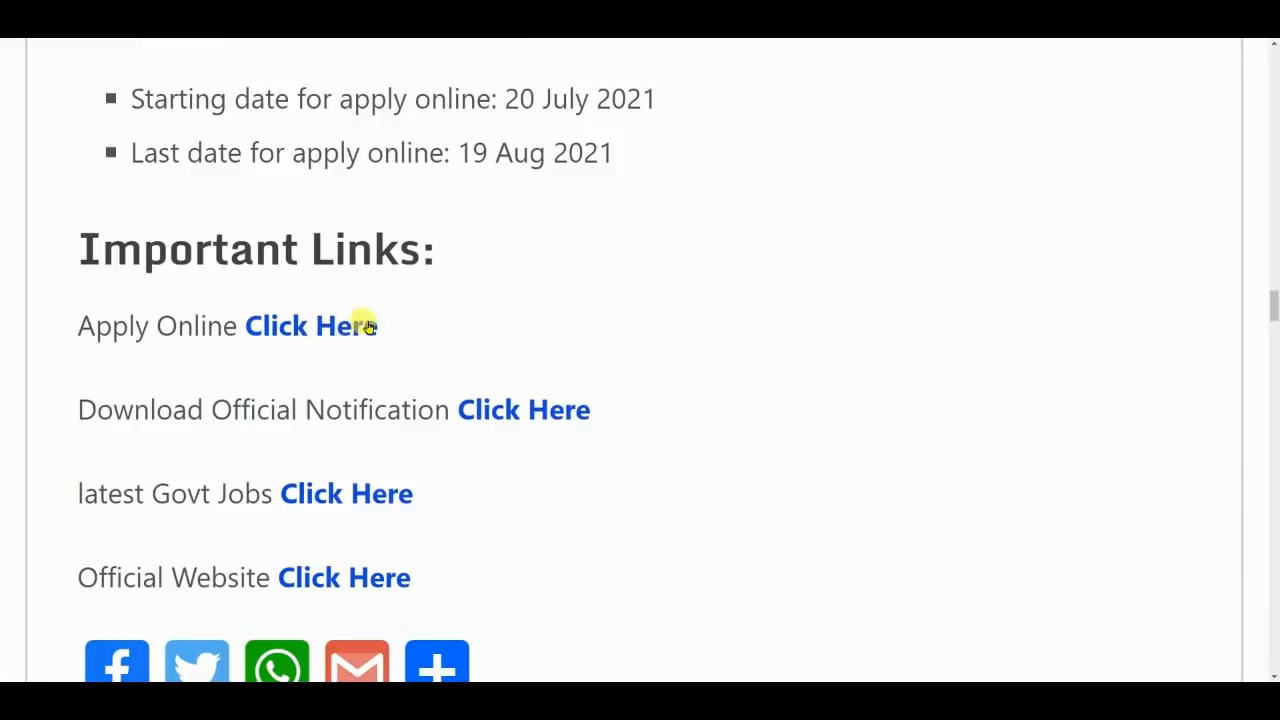 Starting date for apply online: 20 July 2021
Last date for apply online: 19 Aug 2021
Important Links:
Apply Online Click Here
Download Official Notification Click Here
latest Govt Jobs Click Here
Official Website Click Here